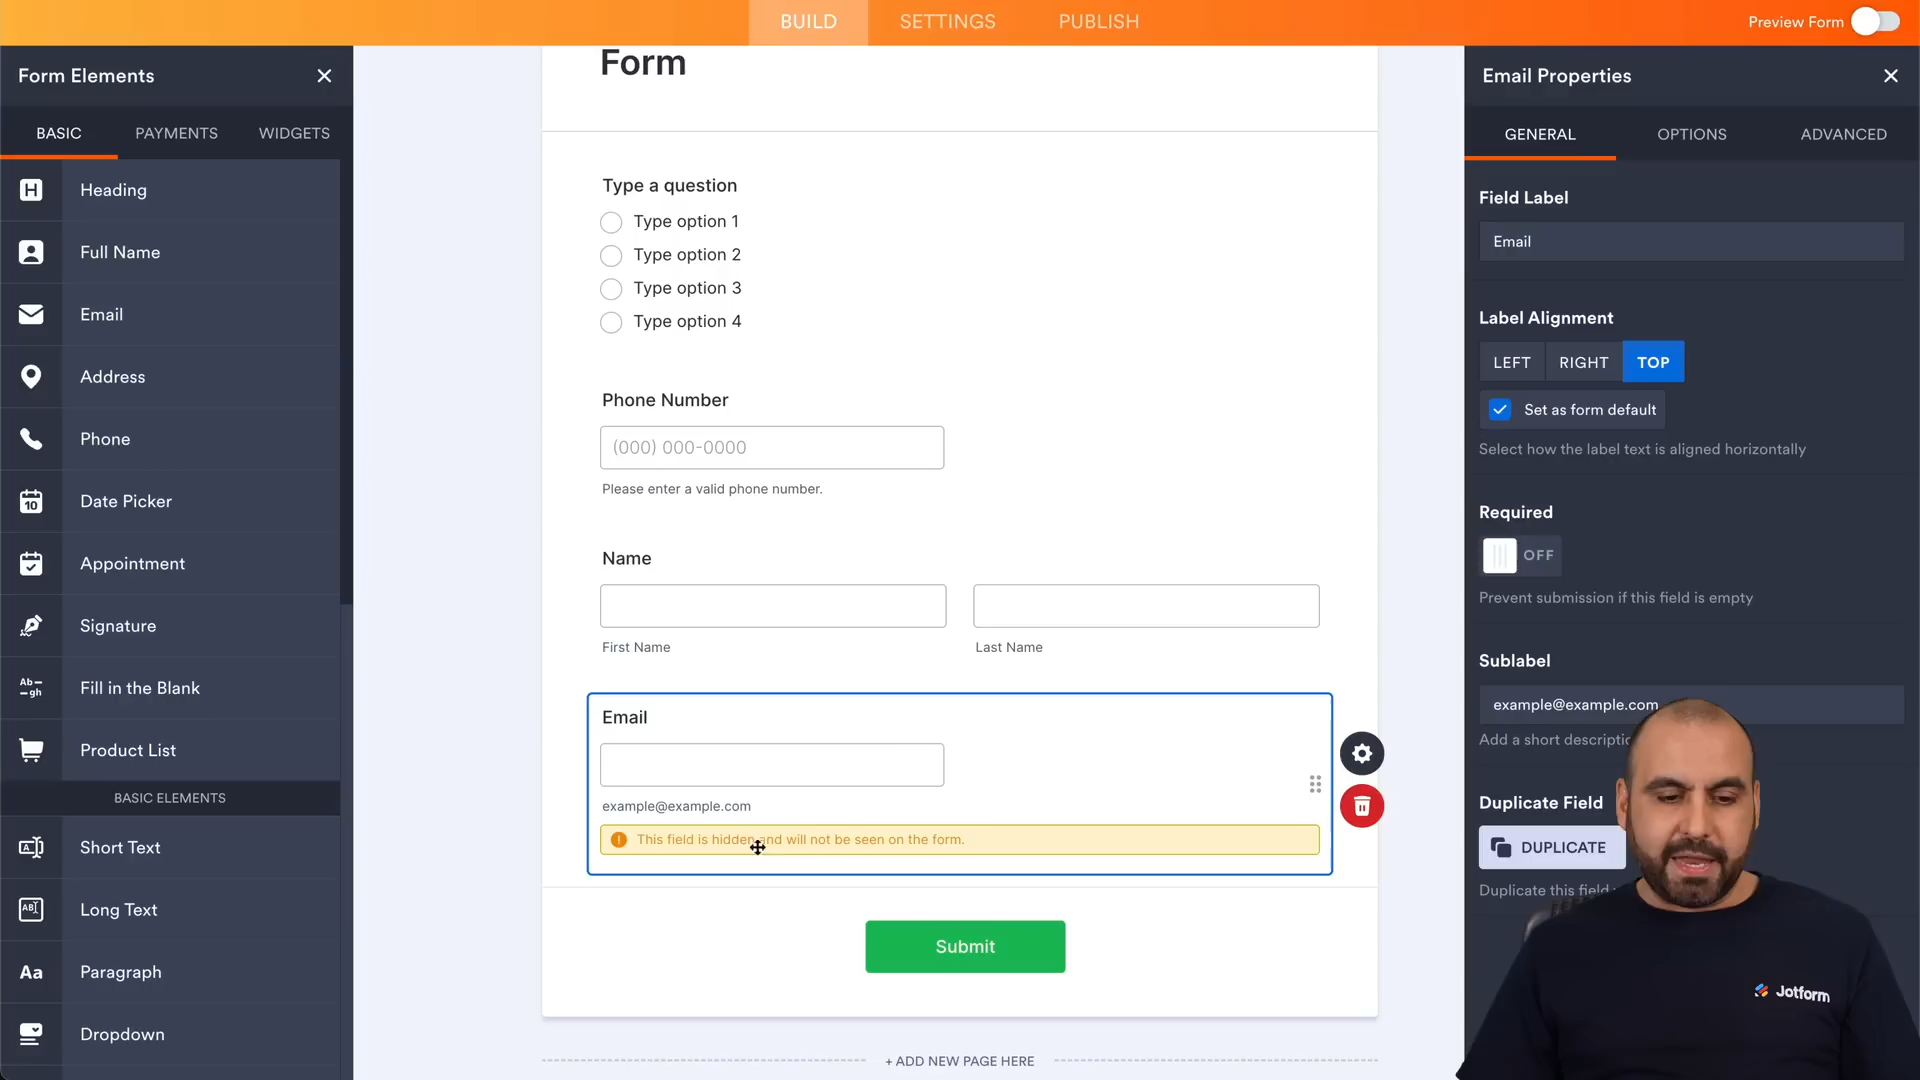 BUILD
SETTINGS
PUBLISH
Preview Form
Form Elements
BASIC
PAYMENTS
WIDGETS
H
Heading
Full Name
Email
Address
Phone
10
Date Picker
Appointment
Signature
Ab
gh
Fill in the Blank
Product List
BASIC ELEMENTS
A
Short Text
AB
Long Text
Aa
Paragraph
Dropdown
Form
Type a question
Type option 1
Type option 2
Type option 3
Type option 4
Phone Number
(000) 000-0000
Please enter a valid phone number.
Name
First Name
Last Name
Email
example@example.com
This field is hidden and will not be seen on the form.
Submit
+ ADD NEW PAGE HERE
Email Properties
GENERAL
OPTIONS
ADVANCED
Field Label
Email
Label Alignment
LEFT
RIGHT
TOP
Set as form default
Select how the label text is aligned horizontally
Required
OFF
Prevent submission if this field is empty
Sublabel
example@example.com
Add a short
Duplicate Field
DUPLICATE
Duplicate this field
Jotform